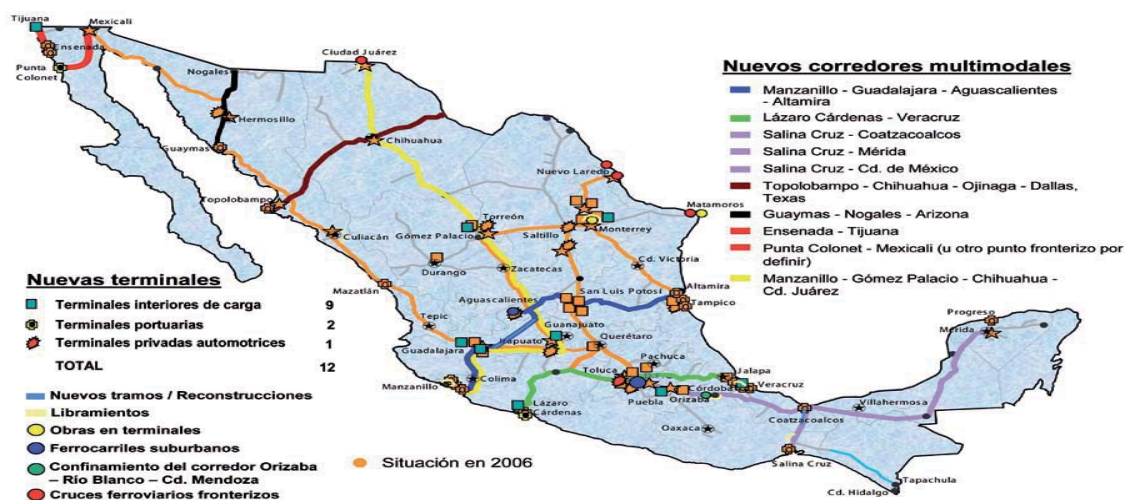 Tijuana
Mexicali
Ensenada
Punta
Colonet
Nogales
Ciudad Juárez
Hermosillo
Guaymas
Chihuahua
Topolobampo
Nuevo Laredo
Matamoros
Torreón
Gómez Palacio
Saltillo
Monterrey
Culiacán
Durango
Zacatecas
Cd. Victoria
Mazatlán
Aguascalientes
San Luis Potosí
Altamira
Tampico
Tepic
Guanajuato
Irapuato
Querétaro
Guadalajara
Pachuca
Progreso
Mérida
Manzanillo
Colima
Toluca
Jalapa
Veracruz
Córdoba
Puebla
Orizaba
Lázaro
Cárdenas
Villahermosa
Coatzacoalcos
Oaxaca
Salina Cruz
Tapachula
Cd. Hidalgo
Nuevos corredores multimodales
Manzanillo - Guadalajara - Aguascalientes
- Altamira
Lázaro Cárdenas - Veracruz
Salina Cruz - Coatzacoalcos
Salina Cruz - Mérida
Salina Cruz - Cd. de México
Topolobampo - Chihuahua - Ojinaga - Dallas,
Texas
Guaymas - Nogales - Arizona
Ensenada - Tijuana
Punta Colonet - Mexicali (u otro punto fronterizo por
definir)
Manzanillo - Gómez Palacio - Chihuahua -
Cd. Juárez
Nuevas terminales
Terminales interiores de carga 9
Terminales portuarias 2
Terminales privadas automotrices 1
TOTAL 12
Nuevos tramos / Reconstrucciones
Libramientos
Obras en terminales
Ferrocarriles suburbanos
Confinamiento del corredor Orizaba
– Río Blanco – Cd. Mendoza
Cruces ferroviarios fronterizos
Situación en 2006